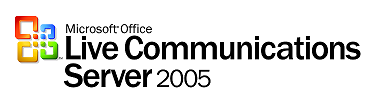 Microsoft® Office
Live Communications
Server 2005